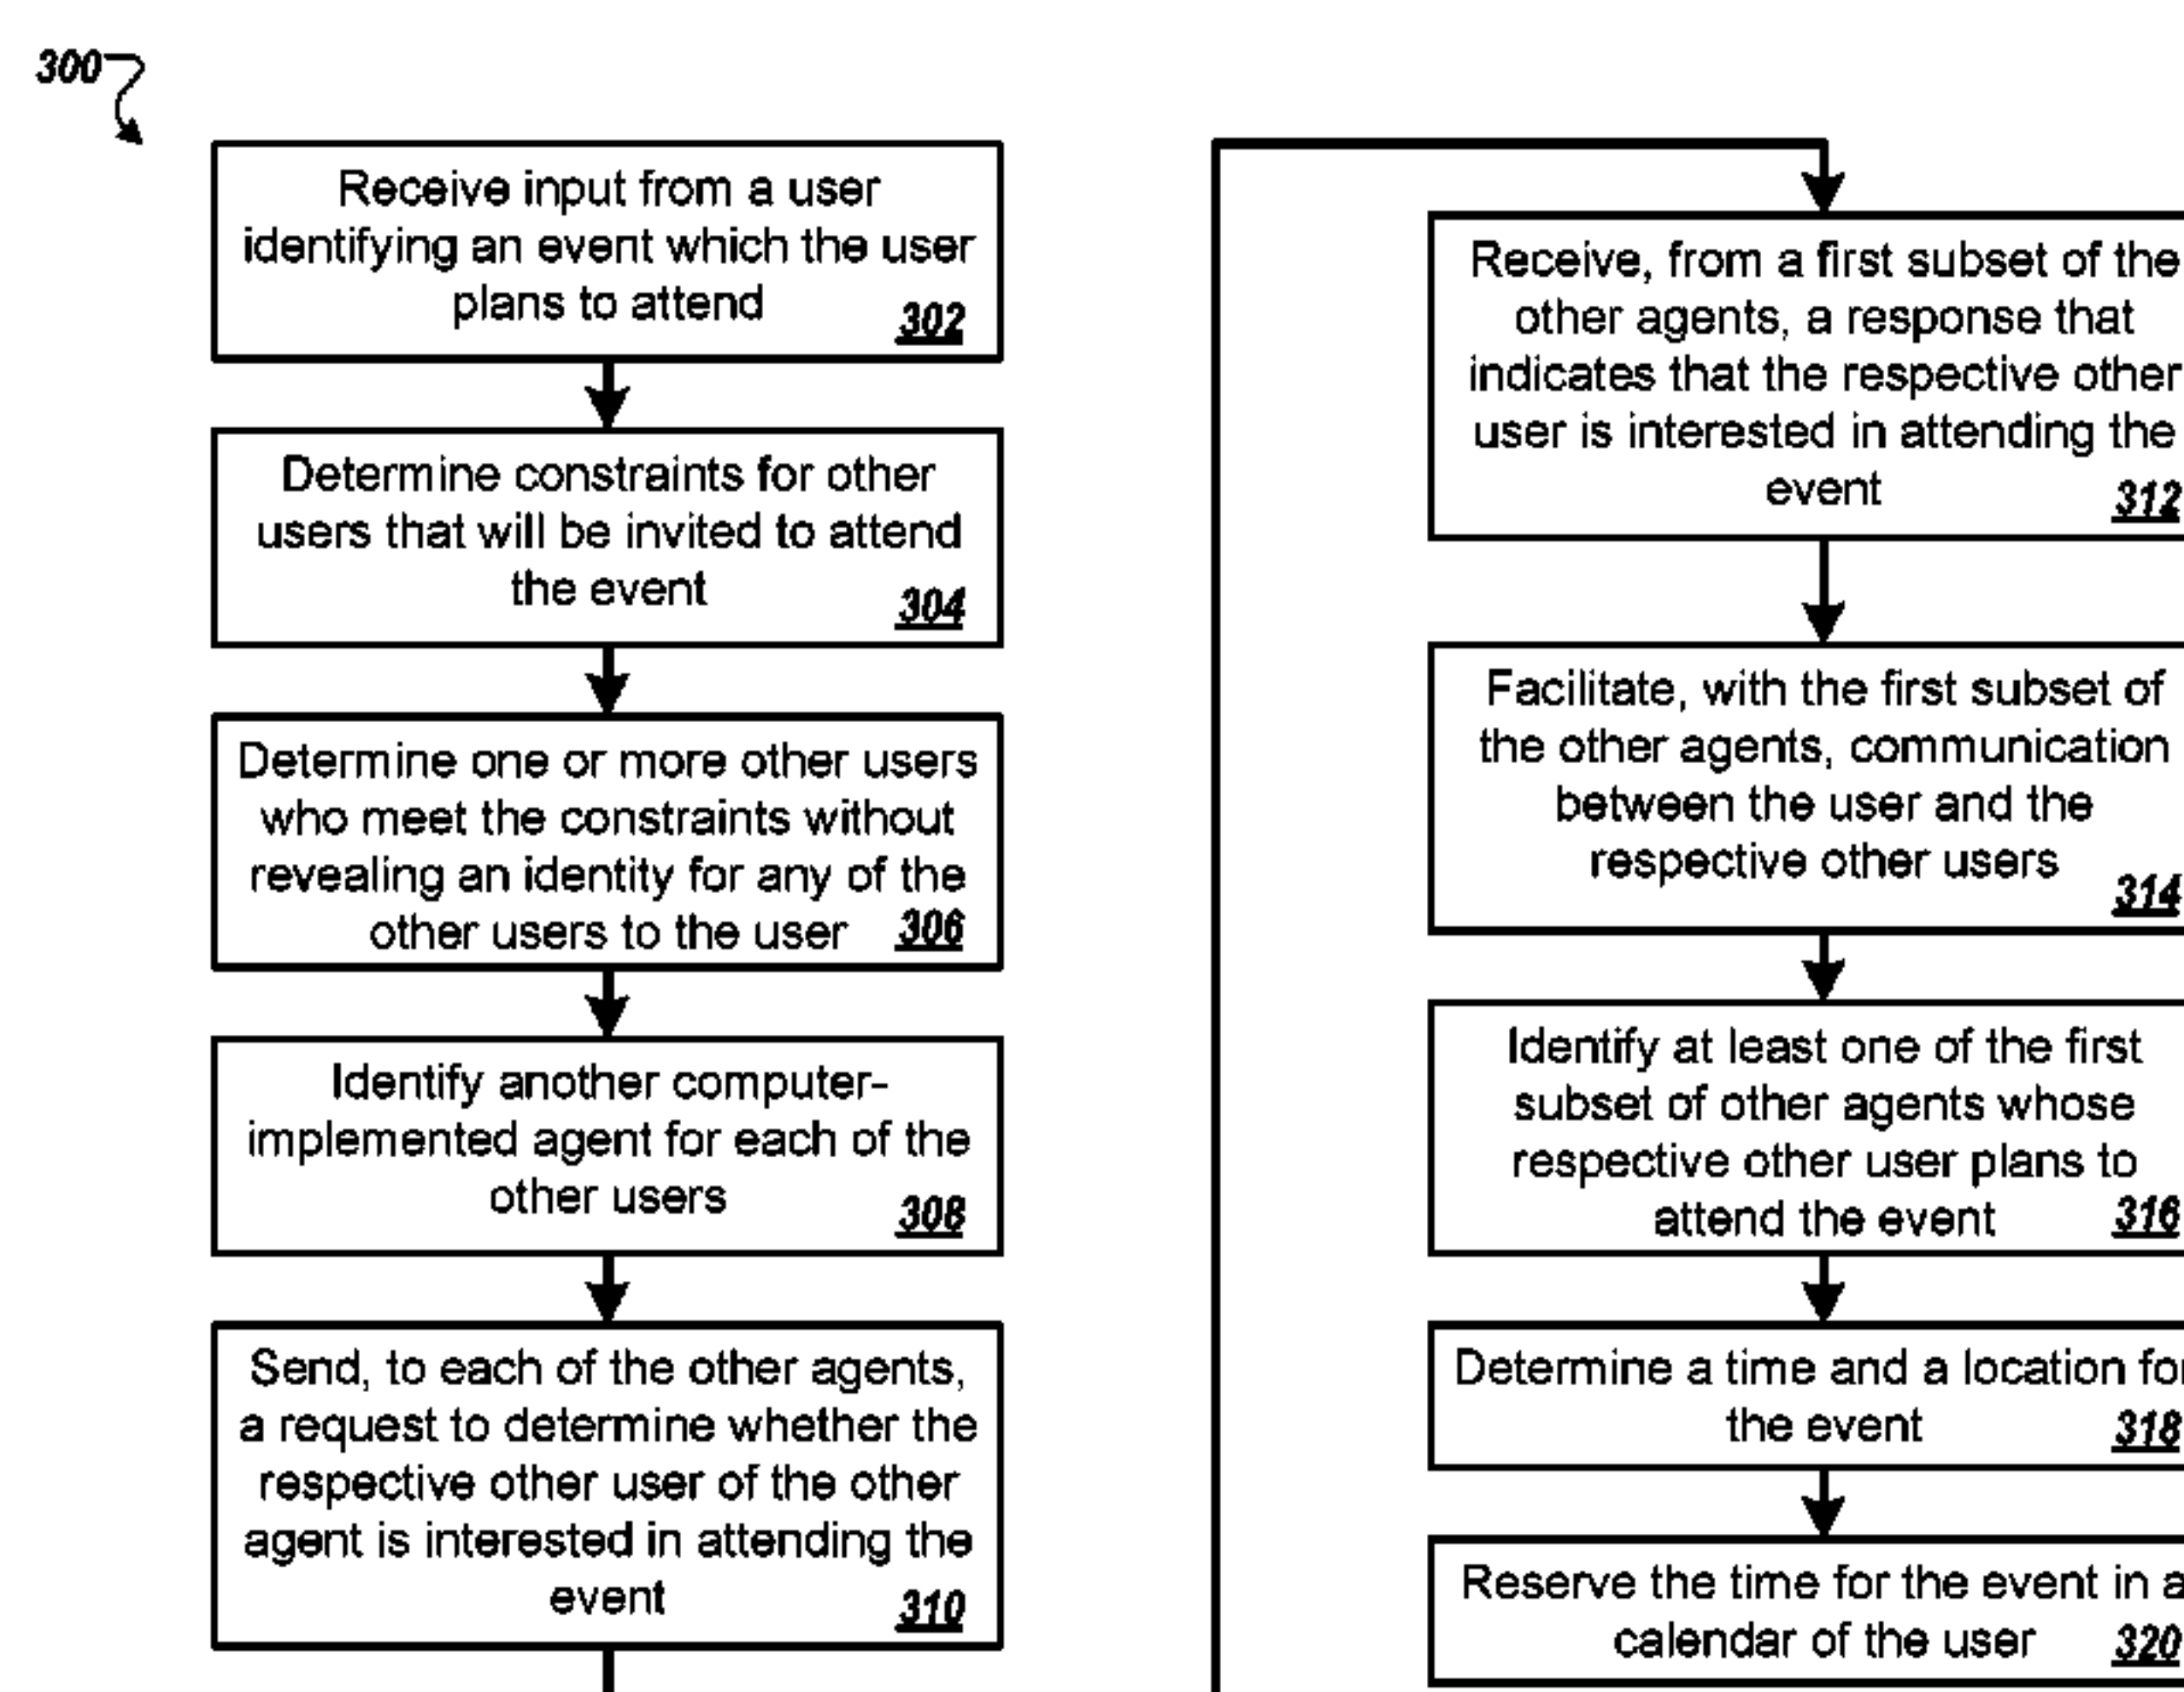 300
Receive input from a user
identifying an event which the user
plans to attend 302
Determine constraints for other
users that will be invited to attend
the event 304
Determine one or more other users
who meet the constraints without
revealing an identity for any of the
other users to the user 306
Identify another computer-
implemented agent for each of the
other users 308
Send, to each of the other agents,
a request to determine whether the
respective other user of the other
agent is interested in attending the
event 310
Receive, from a first subset of the
other agents, a response that
indicates that the respective other
user is interested in attending the
event 312
Facilitate, with the first subset of
the other agents, communication
between the user and the
respective other users 314
Identify at least one of the first
subset of other agents whose
respective other user plans to
attend the event 316
Determine a time and a location for
the event 318
Reserve the time for the event in a
calendar of the user 320